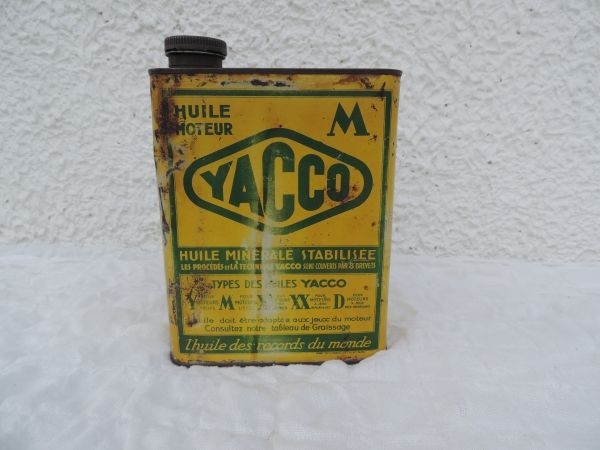 HUILE
MOTEUR
M
YACCO
HUILE MINÉRALE STABILISÉE
LES PROCÉDÉS ET LA TECHNIQUE YACCO SONT COUVERTS PAR 23 BREVETS
TYPES DES HUILES YACCO
M XX D
L'huile doit être adaptée aux jeux du moteur
Consultez notre tableau de Graissage
l'huile des records du monde